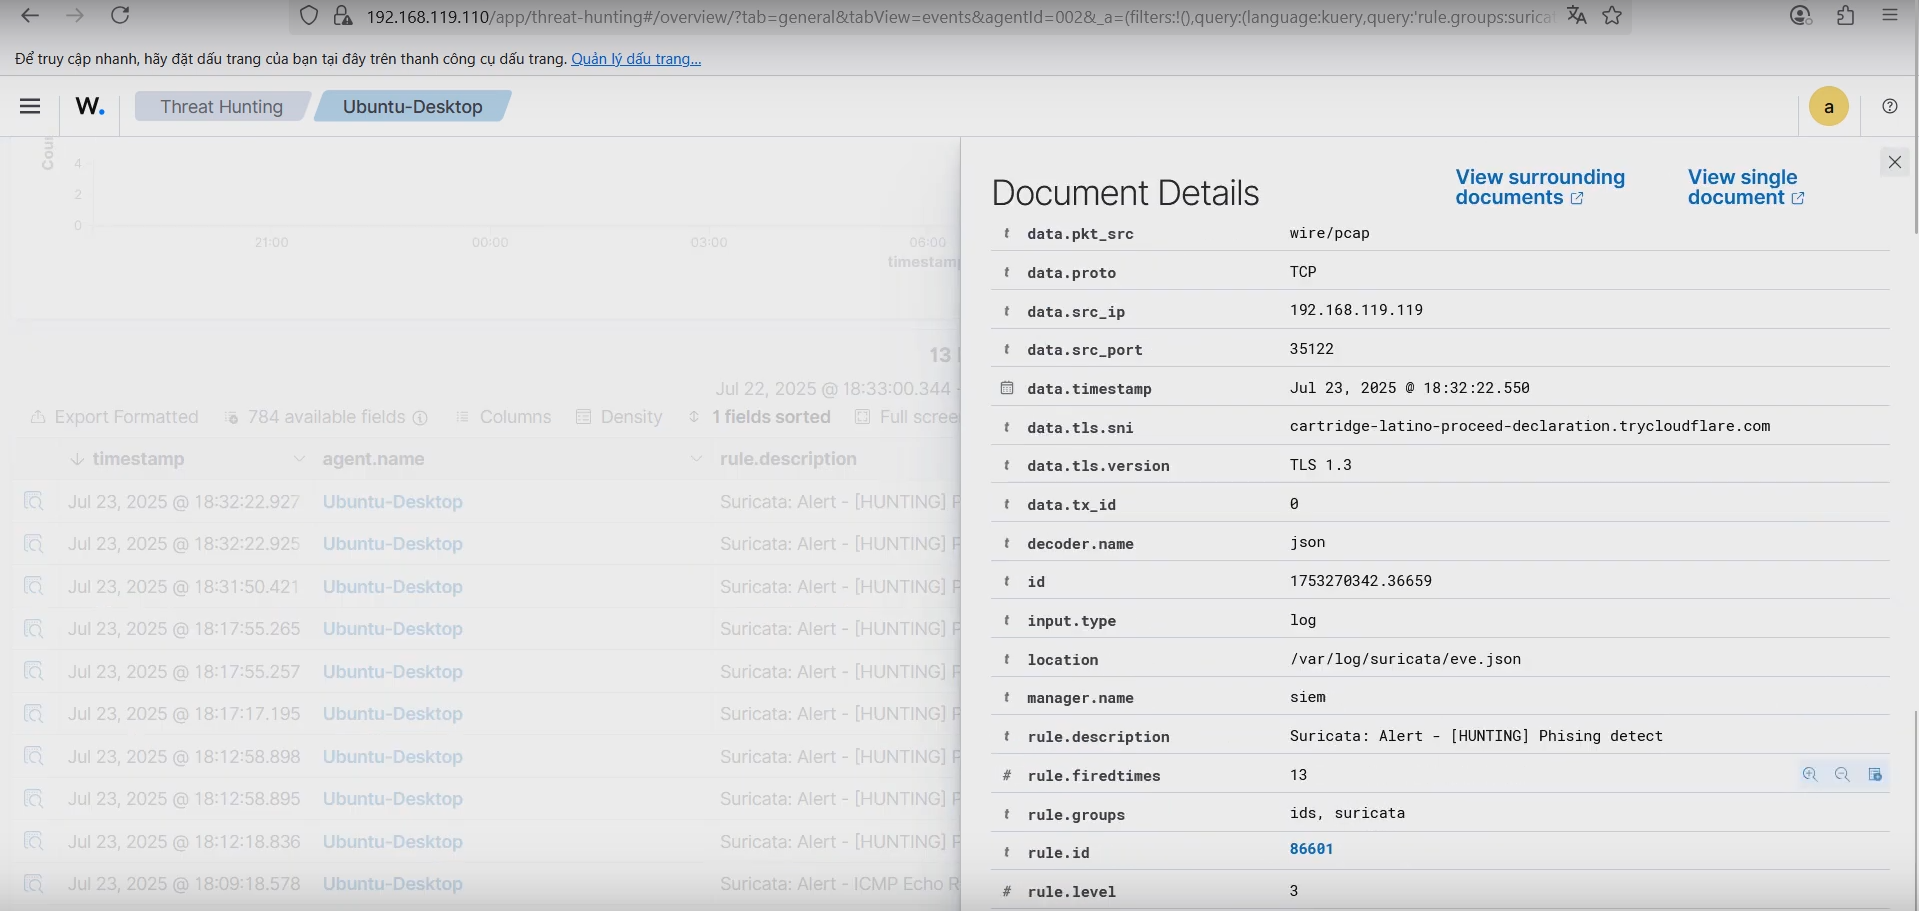 192.168.119.110/app/threat-hunting#/overview/?tab=general&tabView=events&agentId=002&_a=(filters:!(),query:(language:kuery,query:'rule.groups:surica
Để truy cập nhanh, hãy đặt dấu trang của bạn tại đây trên thanh công cụ dấu trang. Quản lý dấu trang...
W. Threat Hunting Ubuntu-Desktop a
Cou
4
2
0
21:00 00:00 03:00 06:00
timestamp
13
Jul 22, 2025 @ 18:33:00.344 -
Export Formatted 784 available fields Columns Density 1 fields sorted Full scree
timestamp agent.name rule.description
Jul 23, 2025 @ 18:32:22.927 Ubuntu-Desktop Suricata: Alert - [HUNTING] P
Jul 23, 2025 @ 18:32:22.925 Ubuntu-Desktop Suricata: Alert - [HUNTING] P
Jul 23, 2025 @ 18:31:50.421 Ubuntu-Desktop Suricata: Alert - [HUNTING] P
Jul 23, 2025 @ 18:17:55.265 Ubuntu-Desktop Suricata: Alert - [HUNTING] P
Jul 23, 2025 @ 18:17:55.257 Ubuntu-Desktop Suricata: Alert - [HUNTING] P
Jul 23, 2025 @ 18:17:17.195 Ubuntu-Desktop Suricata: Alert - [HUNTING] P
Jul 23, 2025 @ 18:12:58.898 Ubuntu-Desktop Suricata: Alert - [HUNTING] P
Jul 23, 2025 @ 18:12:58.895 Ubuntu-Desktop Suricata: Alert - [HUNTING] P
Jul 23, 2025 @ 18:12:18.836 Ubuntu-Desktop Suricata: Alert - [HUNTING] P
Jul 23, 2025 @ 18:09:18.578 Ubuntu-Desktop Suricata: Alert - ICMP Echo R
Document Details
View surrounding
documents
View single
document
t data.pkt_src wire/pcap
t data.proto TCP
t data.src_ip 192.168.119.119
t data.src_port 35122
data.timestamp Jul 23, 2025 @ 18:32:22.550
t data.tls.sni cartridge-latino-proceed-declaration.trycloudflare.com
t data.tls.version TLS 1.3
t data.tx_id 0
t decoder.name json
t id 1753270342.36659
t input.type log
t location /var/log/suricata/eve.json
t manager.name siem
t rule.description Suricata: Alert - [HUNTING] Phising detect
# rule.firedtimes 13
t rule.groups ids, suricata
t rule.id 86601
# rule.level 3